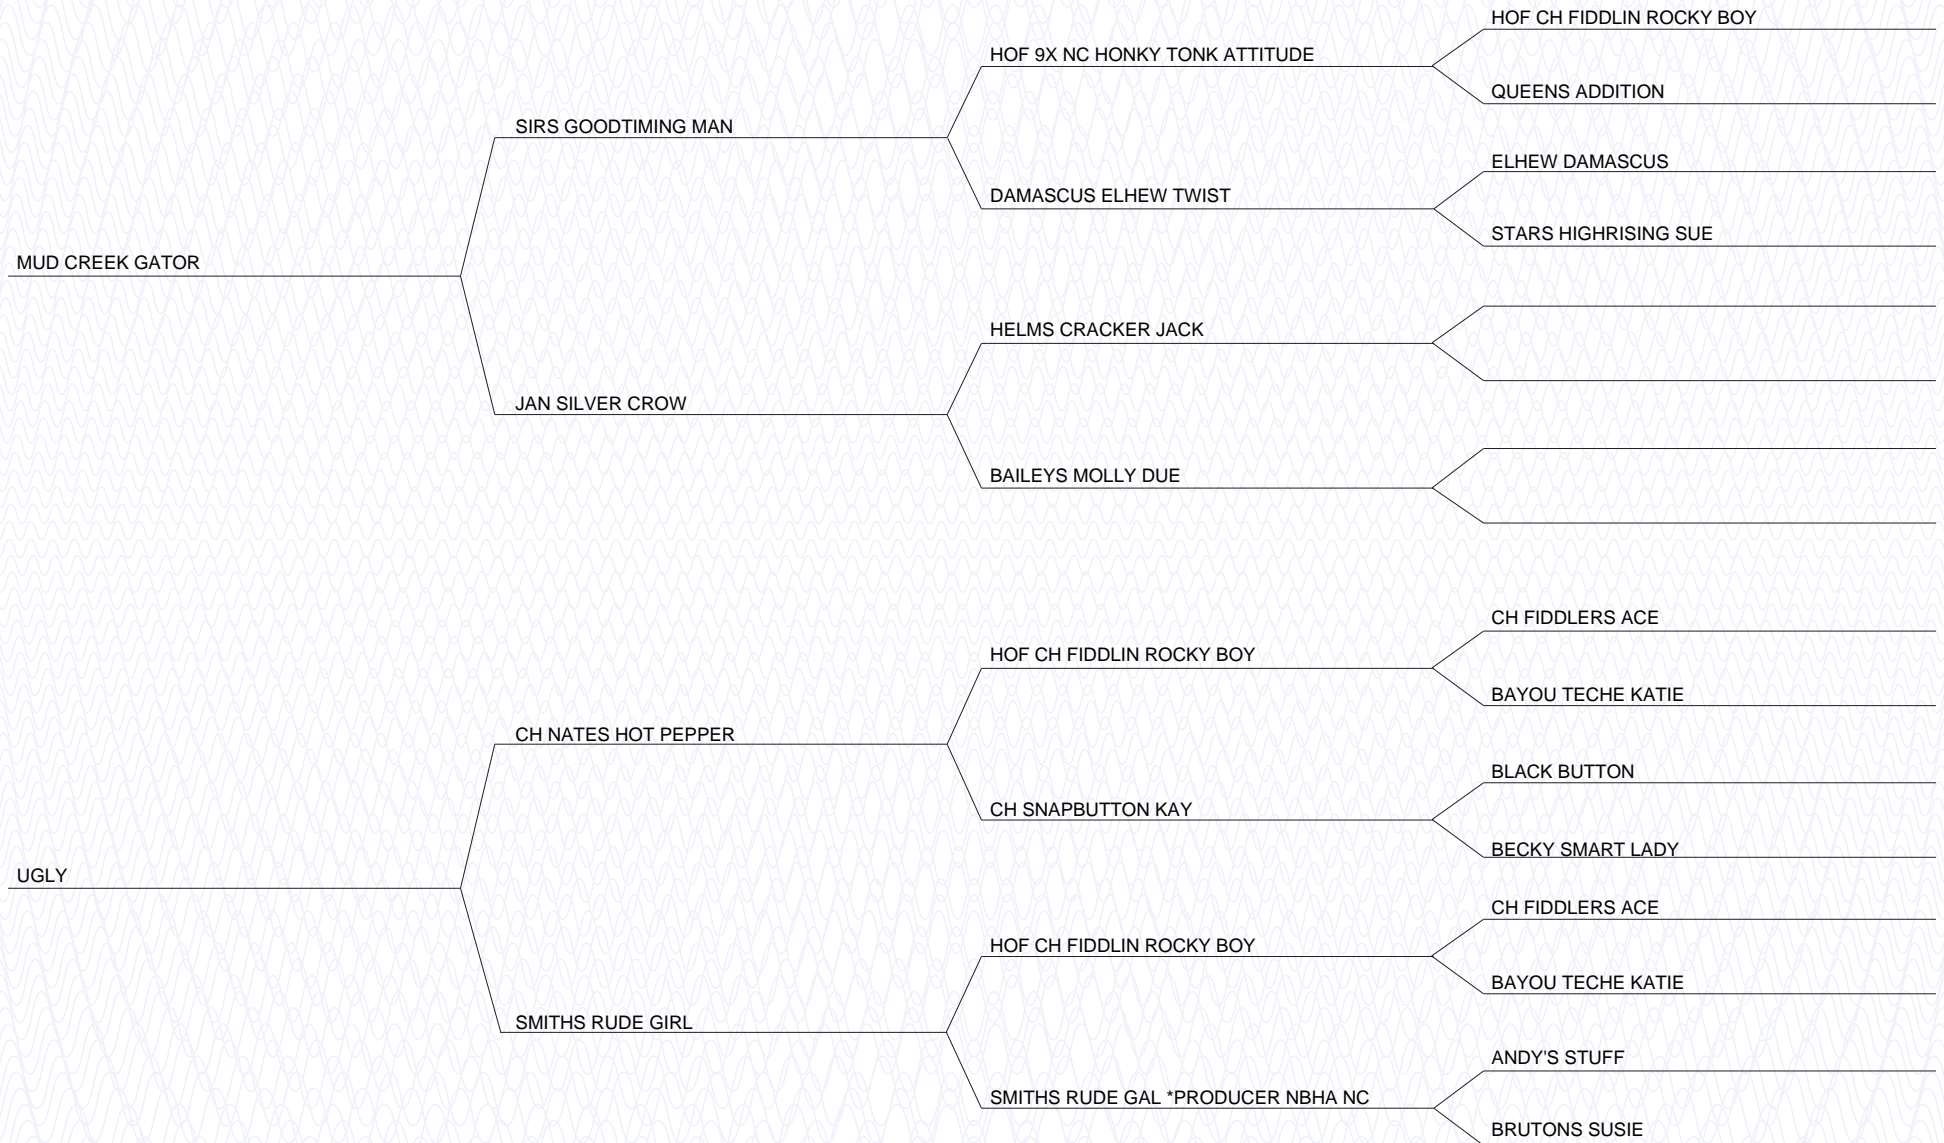 HOF CH FIDDLIN ROCKY BOY
HOF 9X NC HONKY TONK ATTITUDE
QUEENS ADDITION
SIRS GOODTIMING MAN
ELHEW DAMASCUS
DAMASCUS ELHEW TWIST
STARS HIGHRISING SUE
MUD CREEK GATOR
HELMS CRACKER JACK
JAN SILVER CROW
BAILEYS MOLLY DUE
CH FIDDLERS ACE
HOF CH FIDDLIN ROCKY BOY
BAYOU TECHE KATIE
CH NATES HOT PEPPER
BLACK BUTTON
CH SNAPBUTTON KAY
BECKY SMART LADY
UGLY
CH FIDDLERS ACE
HOF CH FIDDLIN ROCKY BOY
BAYOU TECHE KATIE
SMITHS RUDE GIRL
ANDY'S STUFF
SMITHS RUDE GAL *PRODUCER NBHA NC
BRUTONS SUSIE